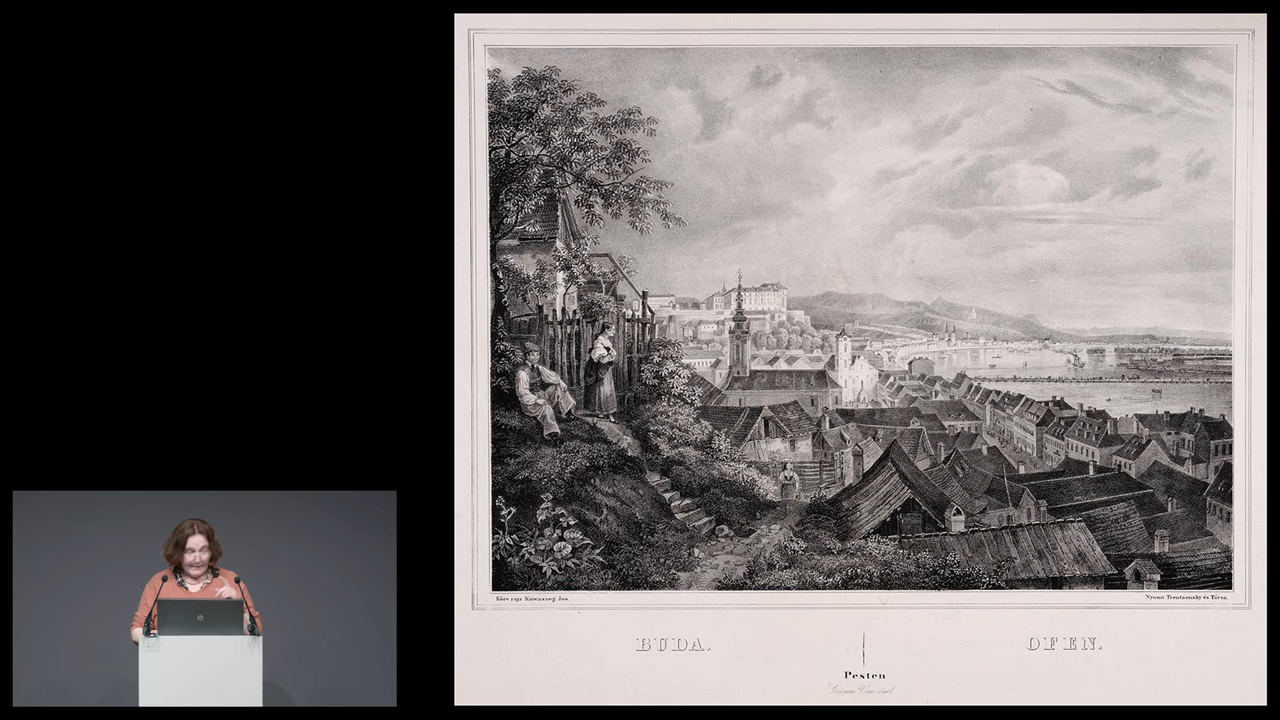 Kőre rajz Kuwasseg Jos.
Nyomt. Trentsensky és Társa.
BUDA.
OFEN.
Pesten